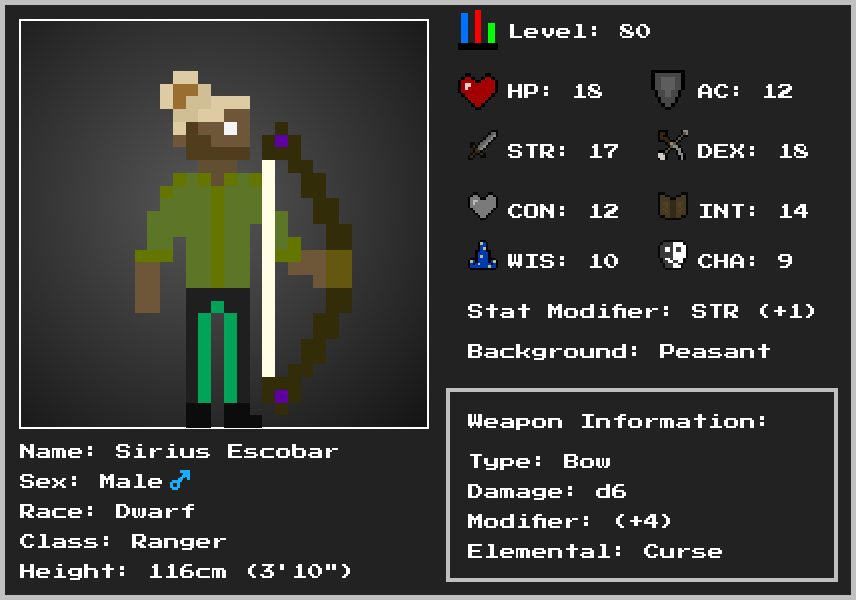 Level: 80
HP: 18 AC: 12
STR: 17 DEX: 18
CON: 12 INT: 14
WIS: 10 CHA: 9
Stat Modifier: STR (+1)
Background: Peasant
Weapon Information:
Type: Bow
Damage: d6
Modifier: (+4)
Elemental: Curse
Name: Sirius Escobar
Sex: Male ♂
Race: Dwarf
Class: Ranger
Height: 116cm (3'10")